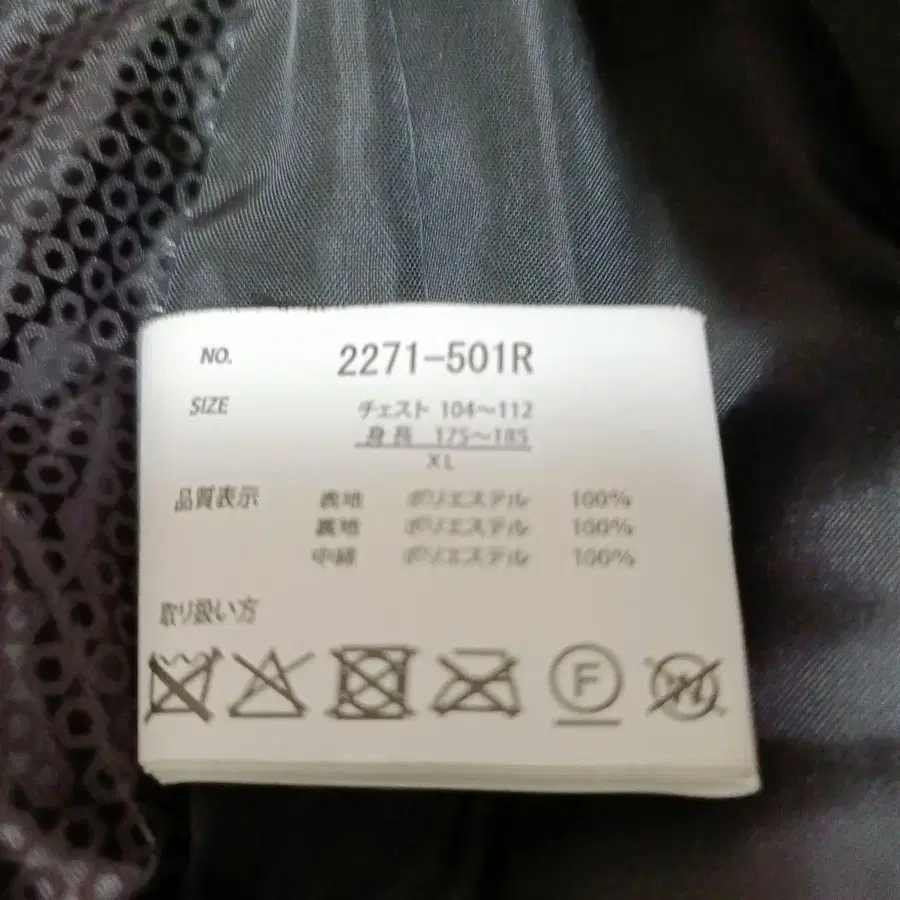 NO. 2271-501R
SIZE チェスト 104～112
身長 175～185
XL
品質表示 表地 ポリエステル 100%
裏地 ポリエステル 100%
中綿 ポリエステル 100%
取り扱い方
F
W